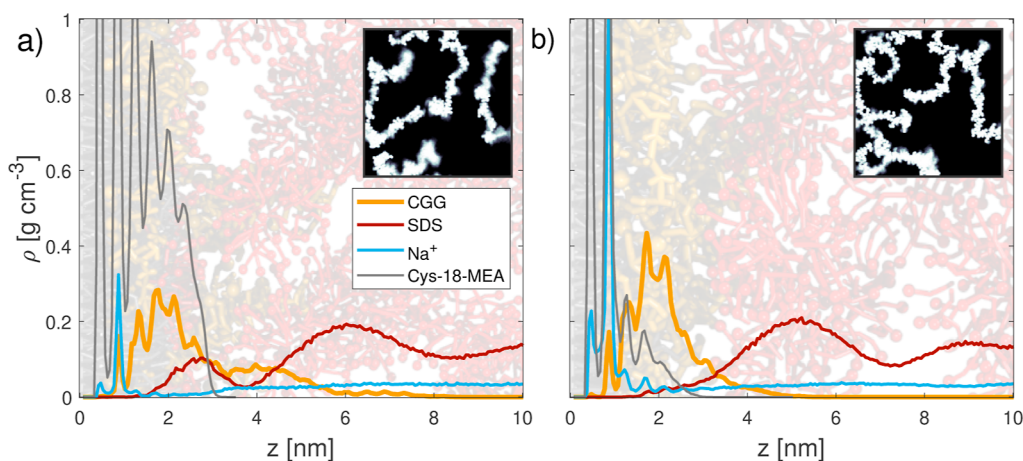 a)
b)
1
0.8
0.6
0.4
0.2
0
ρ [g cm⁻³]
CGG
SDS
Na⁺
Cys-18-MEA
0 2 4 6 8 10
z [nm]
0 2 4 6 8 10
z [nm]